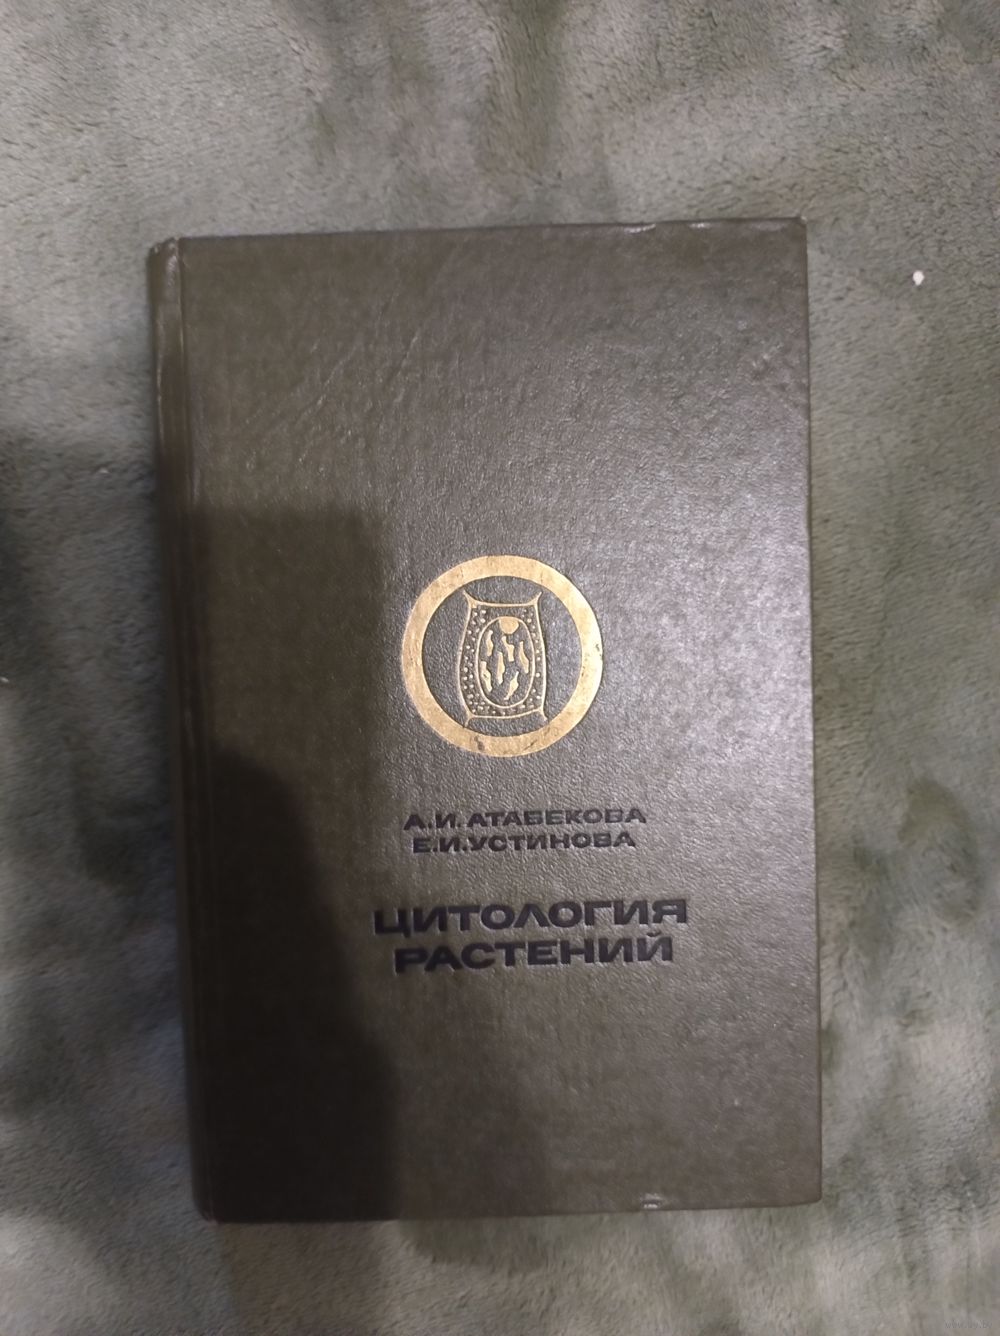 А.И. АТАБЕКОВА
Е.И. УСТИНОВА
ЦИТОЛОГИЯ
РАСТЕНИЙ